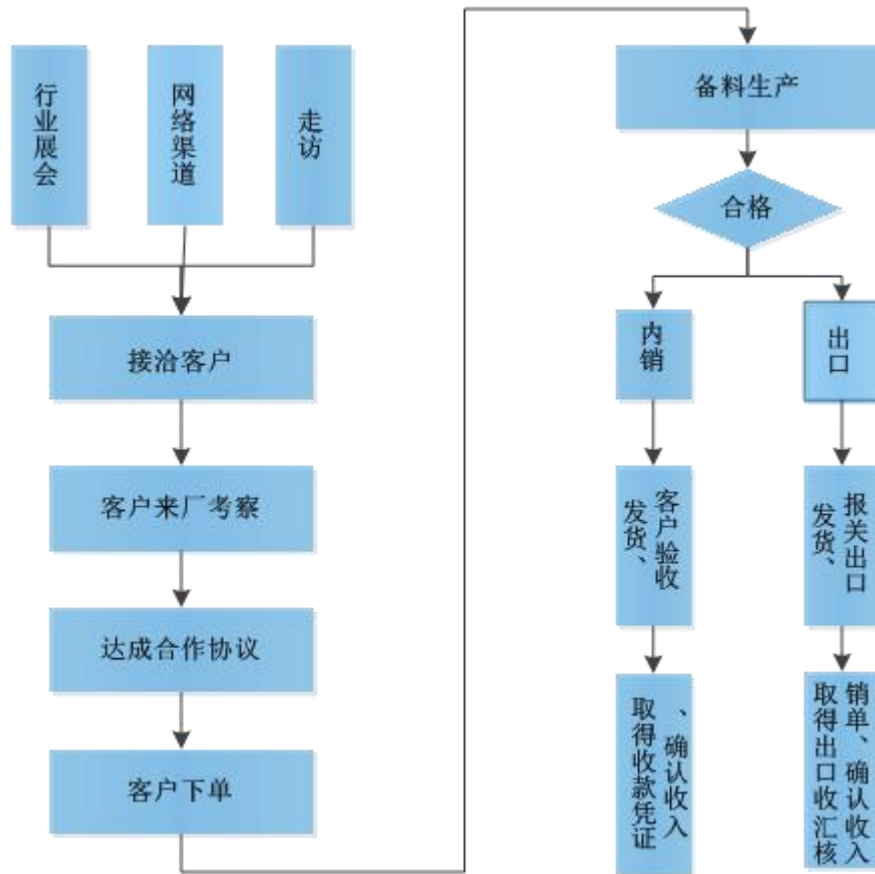 行业展会
网络渠道
走访
接洽客户
客户来厂考察
达成合作协议
客户下单
备料生产
合格
内销
出口
发货、
客户验收
发货、
报关出口
取得收款凭证
、确认收入
取得出口收汇核
销单、确认收入